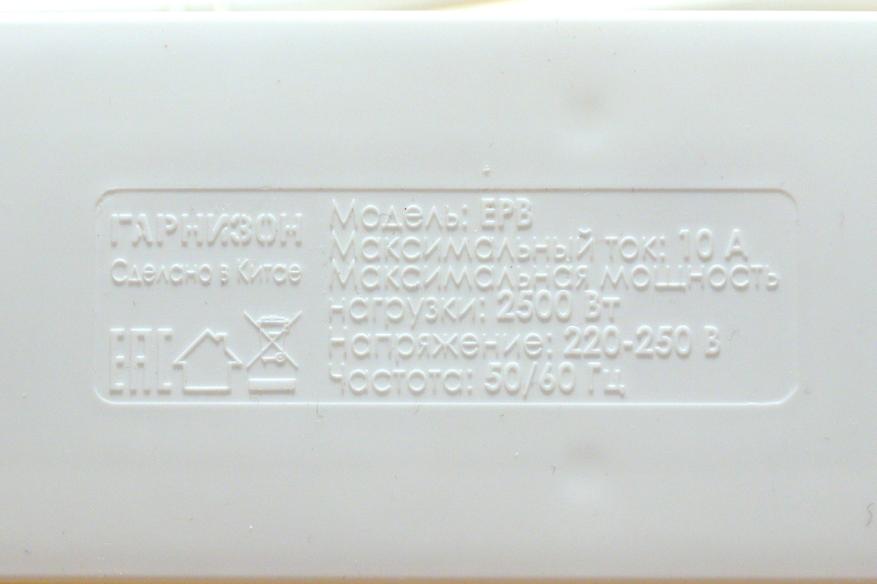 ГАРНИЗОН
Сделано в Китае
EAC
Модель: EPB
Максимальный ток: 10 А
Максимальная мощность
нагрузки: 2500 Вт
Напряжение: 220-250 В
Частота: 50/60 Гц